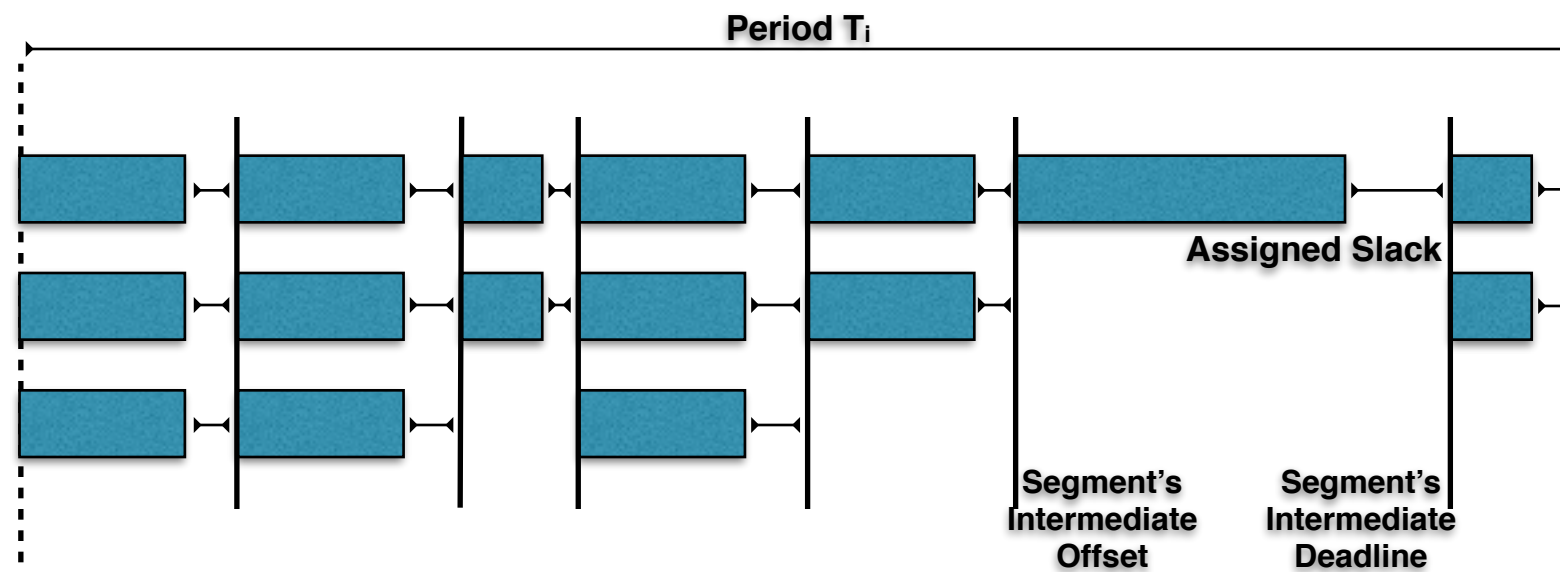 Period Ti
Assigned Slack
Segment’s
Intermediate
Offset
Segment’s
Intermediate
Deadline